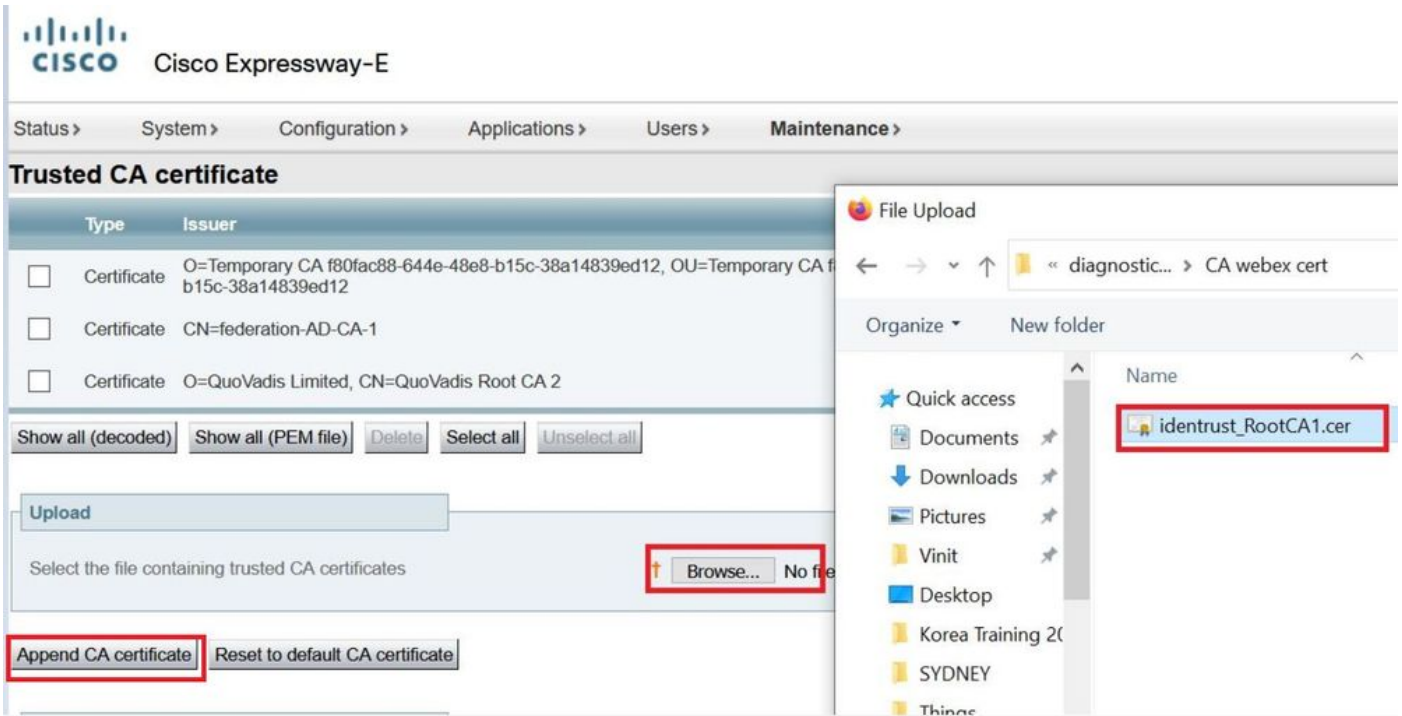 CISCO Cisco Expressway-E
Status > System > Configuration > Applications > Users > Maintenance >
Trusted CA certificate
Type Issuer
Certificate O=Temporary CA f80fac88-644e-48e8-b15c-38a14839ed12, OU=Temporary CA f
b15c-38a14839ed12
Certificate CN=federation-AD-CA-1
Certificate O=QuoVadis Limited, CN=QuoVadis Root CA 2
Show all (decoded) Show all (PEM file) Delete Select all Unselect all
Upload
Select the file containing trusted CA certificates
† Browse... No file
Append CA certificate Reset to default CA certificate
File Upload
« diagnostic... > CA webex cert
Organize New folder
Name
Quick access
Documents
Downloads
Pictures
Vinit
Desktop
Korea Training 20
SYDNEY
Things
identrust_RootCA1.cer